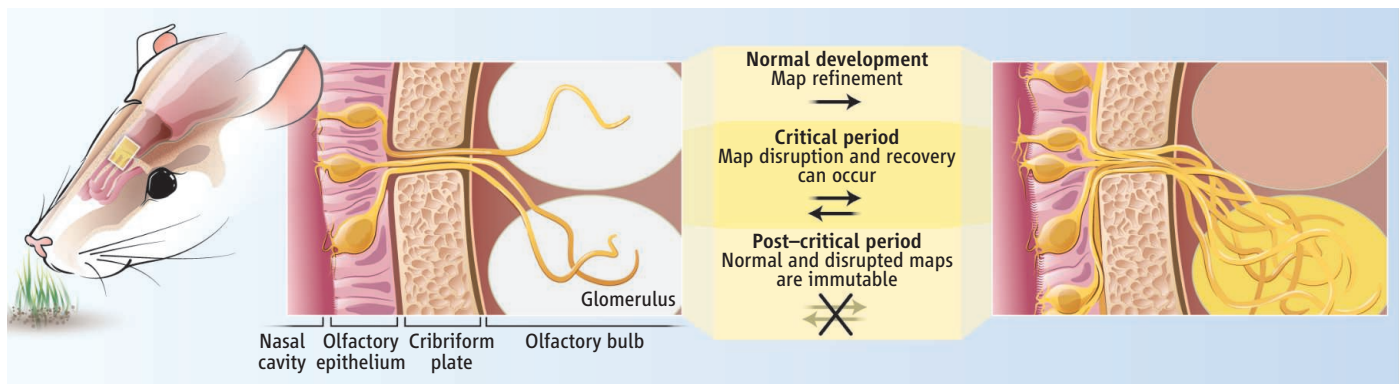 Normal development
Map refinement
Critical period
Map disruption and recovery
can occur
Post–critical period
Normal and disrupted maps
are immutable
Glomerulus
Nasal
cavity
Olfactory
epithelium
Cribriform
plate
Olfactory bulb